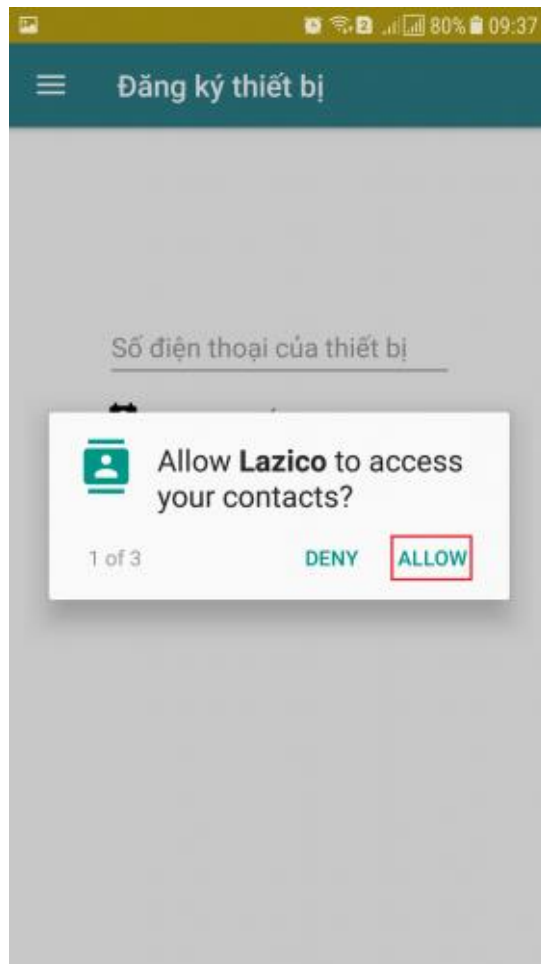 2 80% 09:37
Đăng ký thiết bị
Số điện thoại của thiết bị
Allow Lazico to access
your contacts?
1 of 3 DENY ALLOW